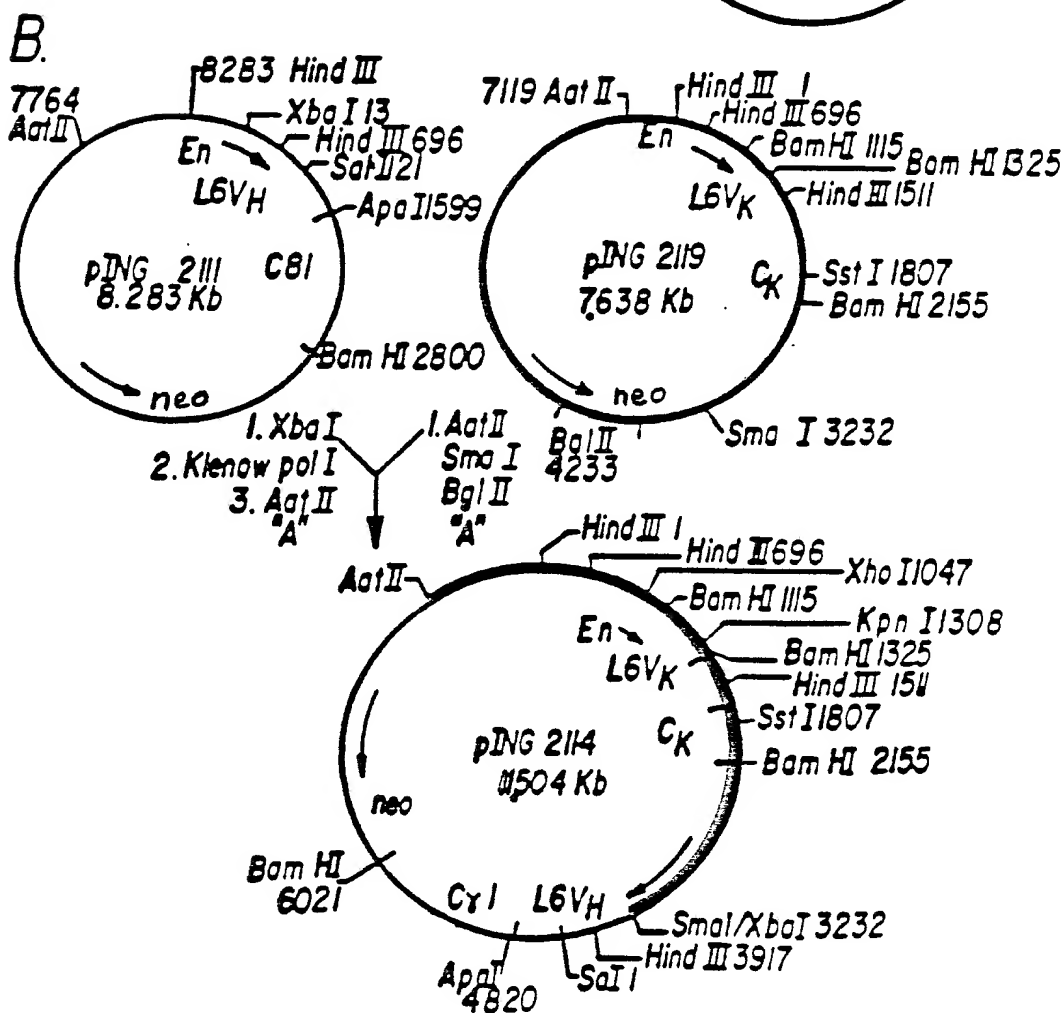 B.
8283 Hind III
7764
Aat II
Xba I 13
Hind III 696
Sal I 1121
En
L6VH
Apa I 1599
pING 2111
8.283 Kb
C81
Bam HI 2800
neo
7119 Aat II
Hind III 1
Hind III 696
Bam HI 1115
Bam HI 1325
En
L6VK
Hind III 1511
pING 2119
7.638 Kb
CK
Sst I 1807
Bam HI 2155
neo
Bgl II
4233
Sma I 3232
1. Xba I
2. Klenow pol I
3. Aat II
"A"
1. Aat II
Sma I
Bgl II
"A"
Hind III 1
Hind III 696
Xho I 1047
Aat II
Bam HI 1115
Kpn I 1308
En
Bam HI 1325
L6VK
Hind III 1511
Sst I 1807
CK
pING 2114
11,504 Kb
Bam HI 2155
neo
Bam HI
6021
Cγ1
L6VH
Sma I/Xba I 3232
Hind III 3917
Sal I
Apa I
4820